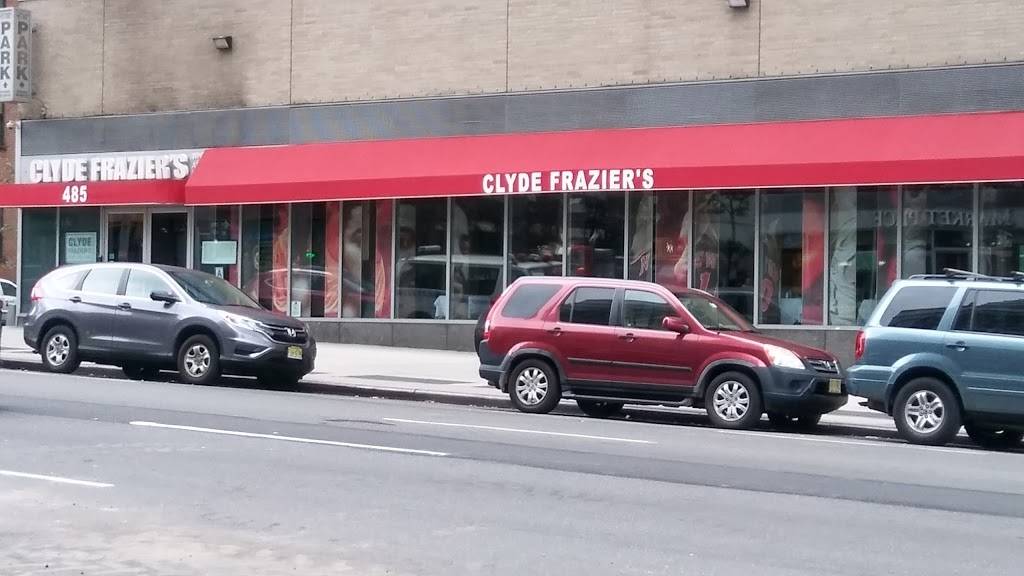 PARK
PARK
CLYDE FRAZIER'S
485
CLYDE FRAZIER'S
CLYDE
MARKETPLACE